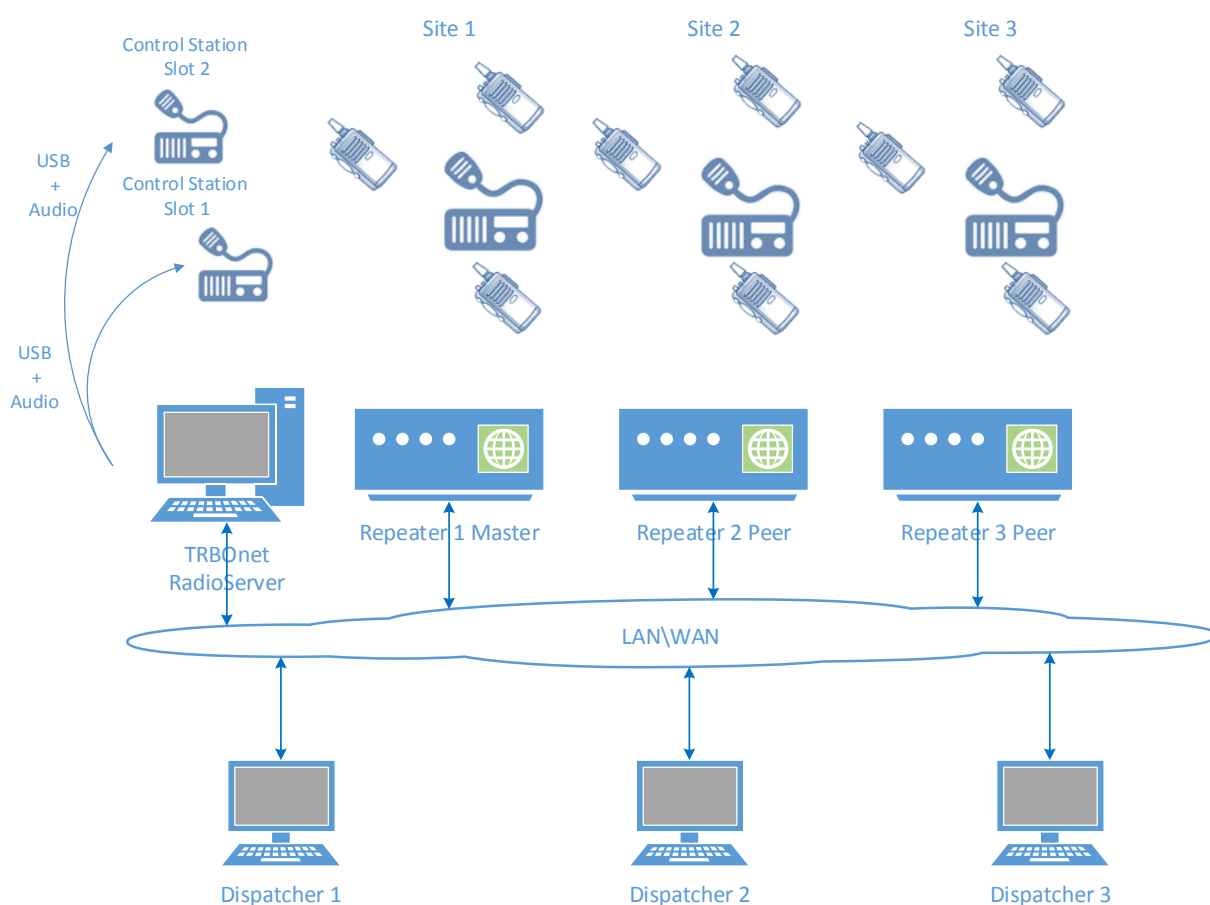 Site 1
Site 2
Site 3
Control Station
Slot 2
USB
+
Audio
Control Station
Slot 1
USB
+
Audio
TRBOnet
RadioServer
Repeater 1 Master
Repeater 2 Peer
Repeater 3 Peer
LAN\WAN
Dispatcher 1
Dispatcher 2
Dispatcher 3